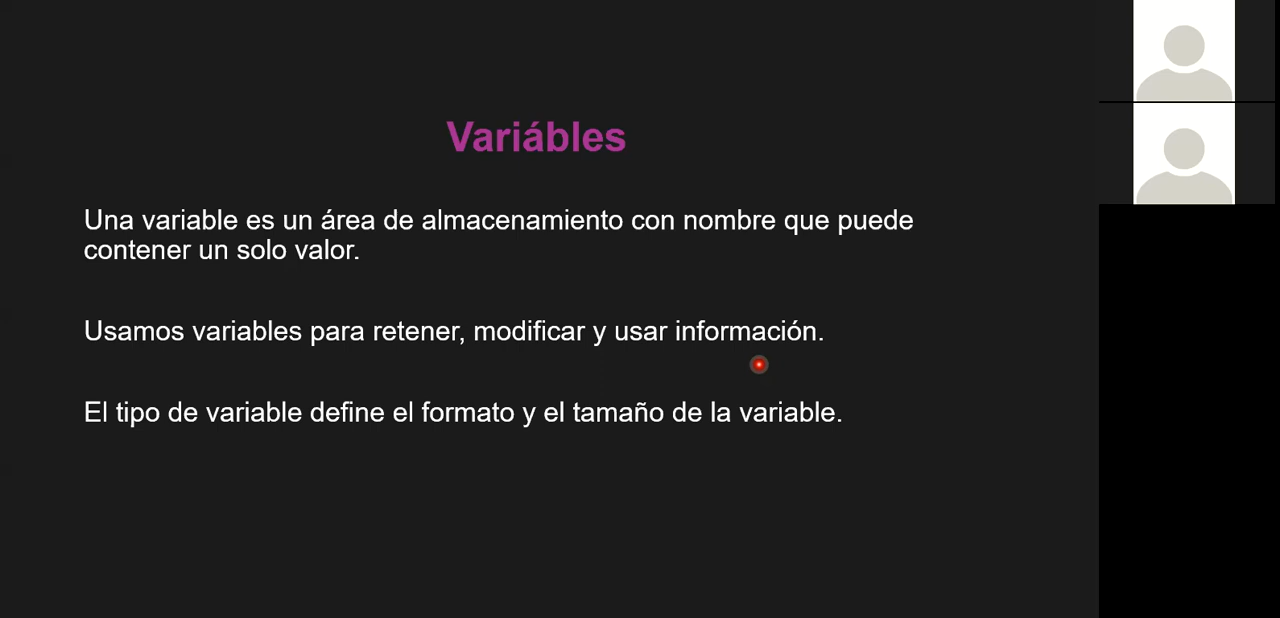 Variábles
Una variable es un área de almacenamiento con nombre que puede
contener un solo valor.
Usamos variables para retener, modificar y usar información.
El tipo de variable define el formato y el tamaño de la variable.